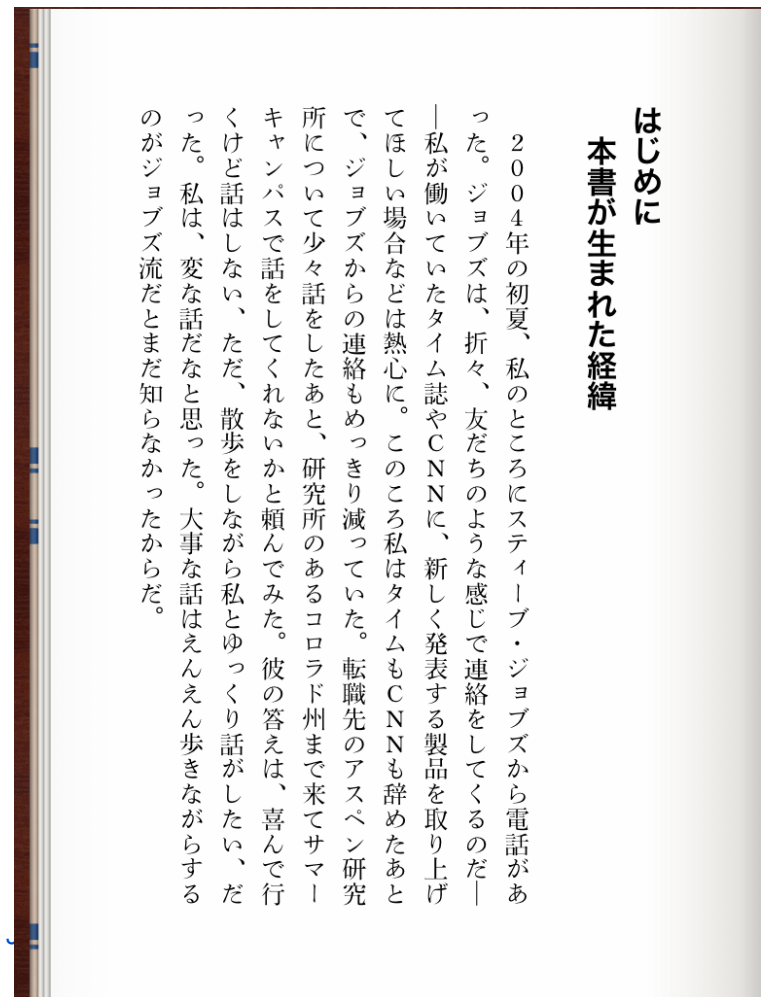 はじめに
本書が生まれた経緯
２００４年の初夏、私のところにスティーブ・ジョブズから電話があ
った。ジョブズは、折々、友だちのような感じで連絡をしてくるのだ―
―私が働いていたタイム誌やＣＮＮに、新しく発表する製品を取り上げ
てほしい場合などは熱心に。このころ私はタイムもＣＮＮも辞めたあと
で、ジョブズからの連絡もめっきり減っていた。転職先のアスペン研究
所について少々話をしたあと、研究所のあるコロラド州まで来てサマー
キャンパスで話をしてくれないかと頼んでみた。彼の答えは、喜んで行
くけど話はしない、ただ、散歩をしながら私とゆっくり話がしたい、だ
った。私は、変な話だなと思った。大事な話はえんえん歩きながらする
のがジョブズ流だとまだ知らなかったからだ。